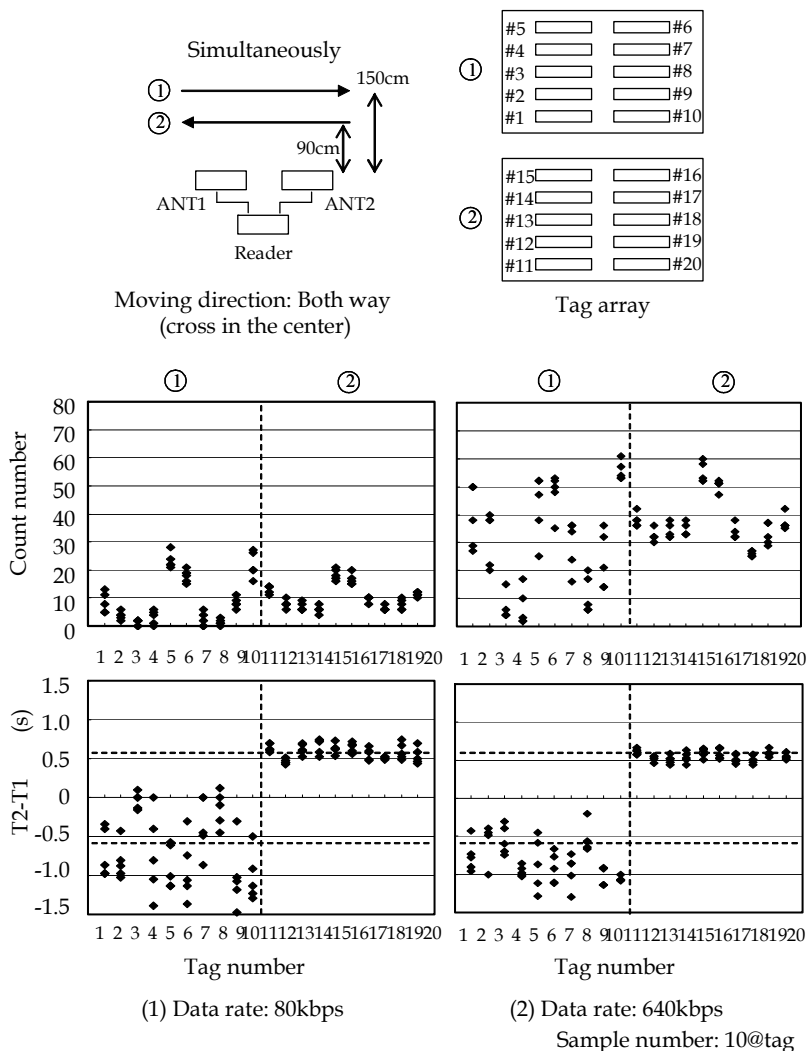 Simultaneously
①
②
150cm
90cm
ANT1
ANT2
Reader
Moving direction: Both way
(cross in the center)
①
#5 #6
#4 #7
#3 #8
#2 #9
#1 #10
②
#15 #16
#14 #17
#13 #18
#12 #19
#11 #20
Tag array
① ②
① ②
Count number
80
70
60
50
40
30
20
10
0
1 2 3 4 5 6 7 8 9 10 11 12 13 14 15 16 17 18 19 20
1 2 3 4 5 6 7 8 9 10 11 12 13 14 15 16 17 18 19 20
T2-T1 (s)
1.5
1.0
0.5
0
-0.5
-1.0
-1.5
1 2 3 4 5 6 7 8 9 10 11 12 13 14 15 16 17 18 19 20
1 2 3 4 5 6 7 8 9 10 11 12 13 14 15 16 17 18 19 20
Tag number
Tag number
(1) Data rate: 80kbps
(2) Data rate: 640kbps
Sample number: 10@tag